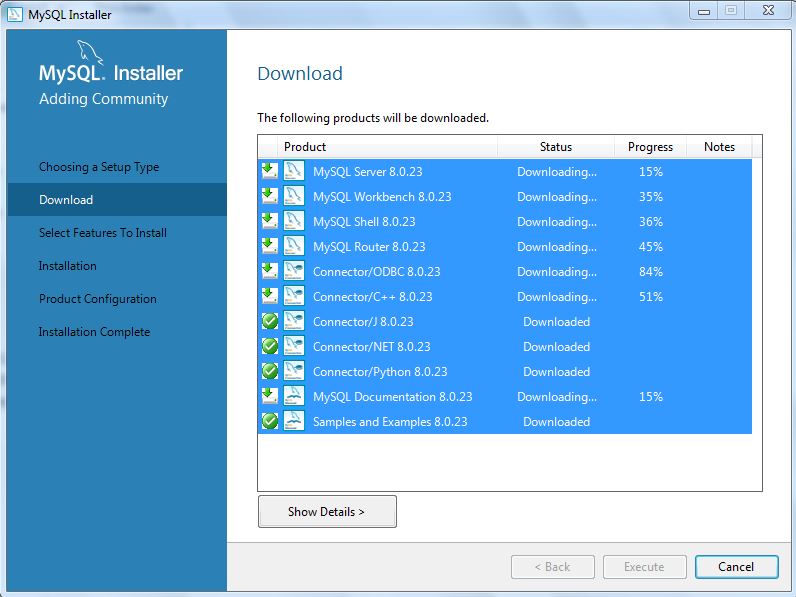 MySQL Installer
MySQL. Installer
Adding Community
Choosing a Setup Type
Download
Select Features To Install
Installation
Product Configuration
Installation Complete
Download
The following products will be downloaded.
Product Status Progress Notes
MySQL Server 8.0.23 Downloading... 15%
MySQL Workbench 8.0.23 Downloading... 35%
MySQL Shell 8.0.23 Downloading... 36%
MySQL Router 8.0.23 Downloading... 45%
Connector/ODBC 8.0.23 Downloading... 84%
Connector/C++ 8.0.23 Downloading... 51%
Connector/J 8.0.23 Downloaded
Connector/NET 8.0.23 Downloaded
Connector/Python 8.0.23 Downloaded
MySQL Documentation 8.0.23 Downloading... 15%
Samples and Examples 8.0.23 Downloaded
Show Details >
< Back Execute Cancel